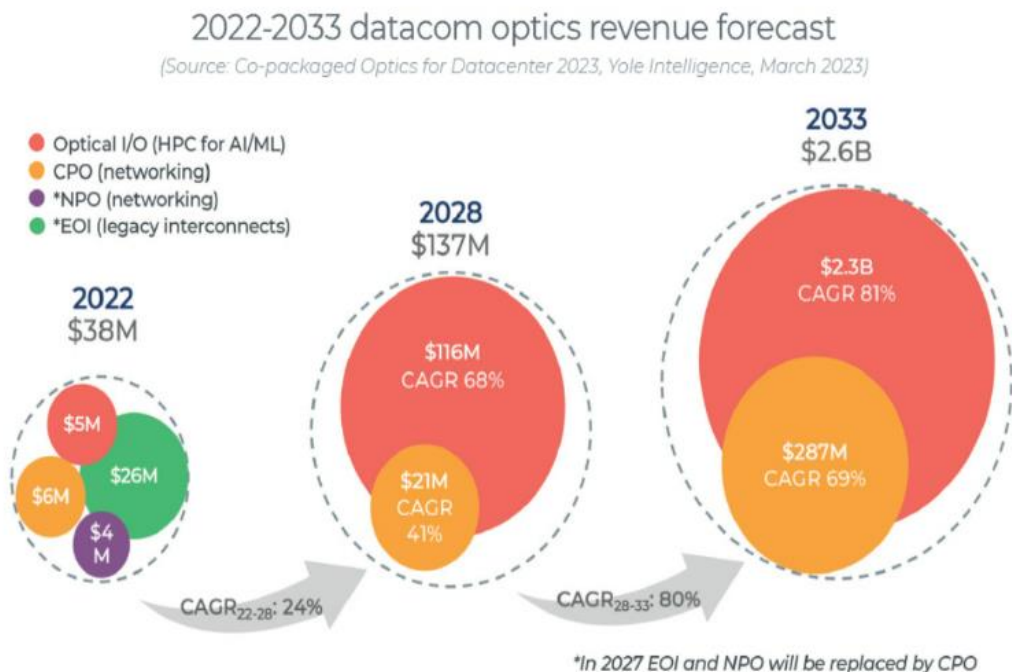 2022-2033 datacom optics revenue forecast
(Source: Co-packaged Optics for Datacenter 2023, Yole Intelligence, March 2023)
Optical I/O (HPC for AI/ML)
CPO (networking)
*NPO (networking)
*EOI (legacy interconnects)
2022
$38M
$5M
$26M
$6M
$4
M
2028
$137M
$116M
CAGR 68%
$21M
CAGR
41%
2033
$2.6B
$2.3B
CAGR 81%
$287M
CAGR 69%
CAGR22-28: 24%
CAGR28-33: 80%
*In 2027 EOI and NPO will be replaced by CPO